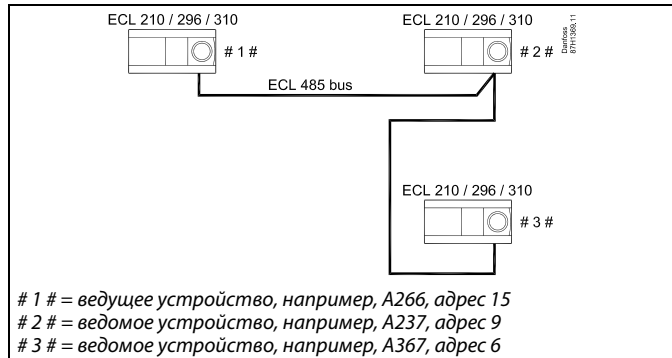 ECL 210 / 296 / 310
ECL 210 / 296 / 310
# 1 #
# 2 #
Danfoss
87H1369.11
ECL 485 bus
ECL 210 / 296 / 310
# 3 #
# 1 # = ведущее устройство, например, A266, адрес 15
# 2 # = ведомое устройство, например, A237, адрес 9
# 3 # = ведомое устройство, например, A367, адрес 6